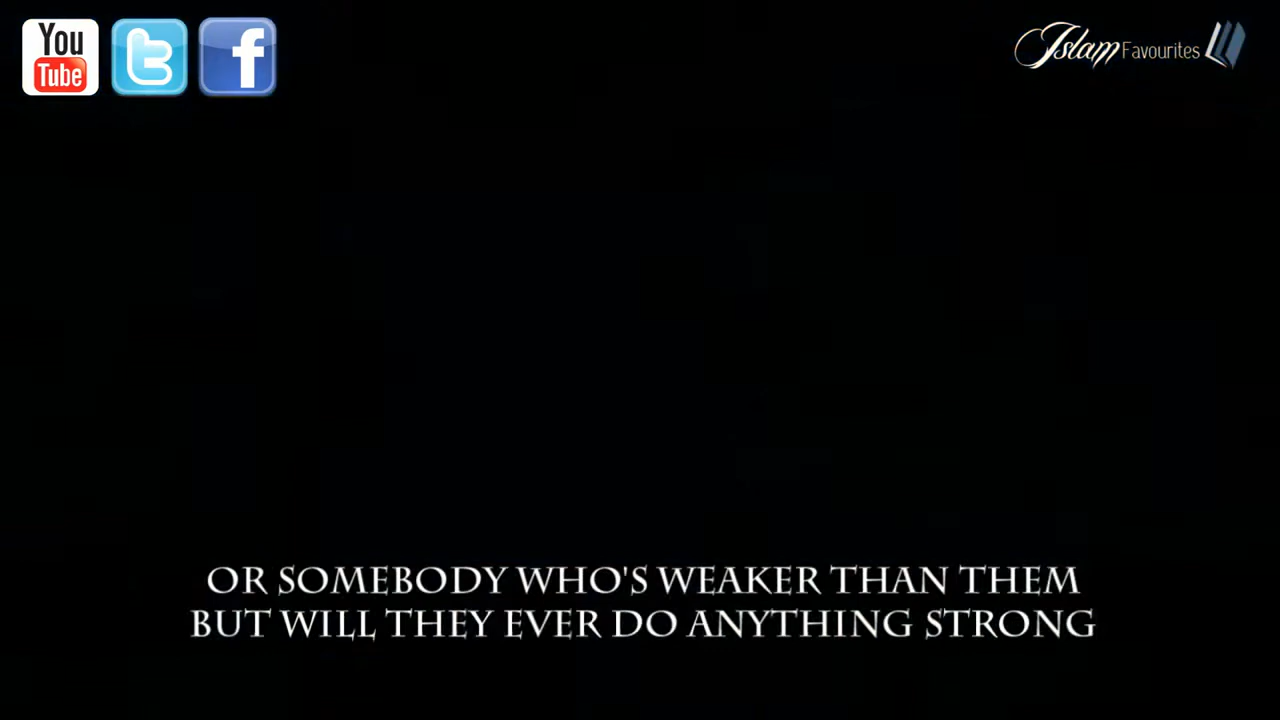 You
Tube
Islam Favourites
OR SOMEBODY WHO'S WEAKER THAN THEM
BUT WILL THEY EVER DO ANYTHING STRONG